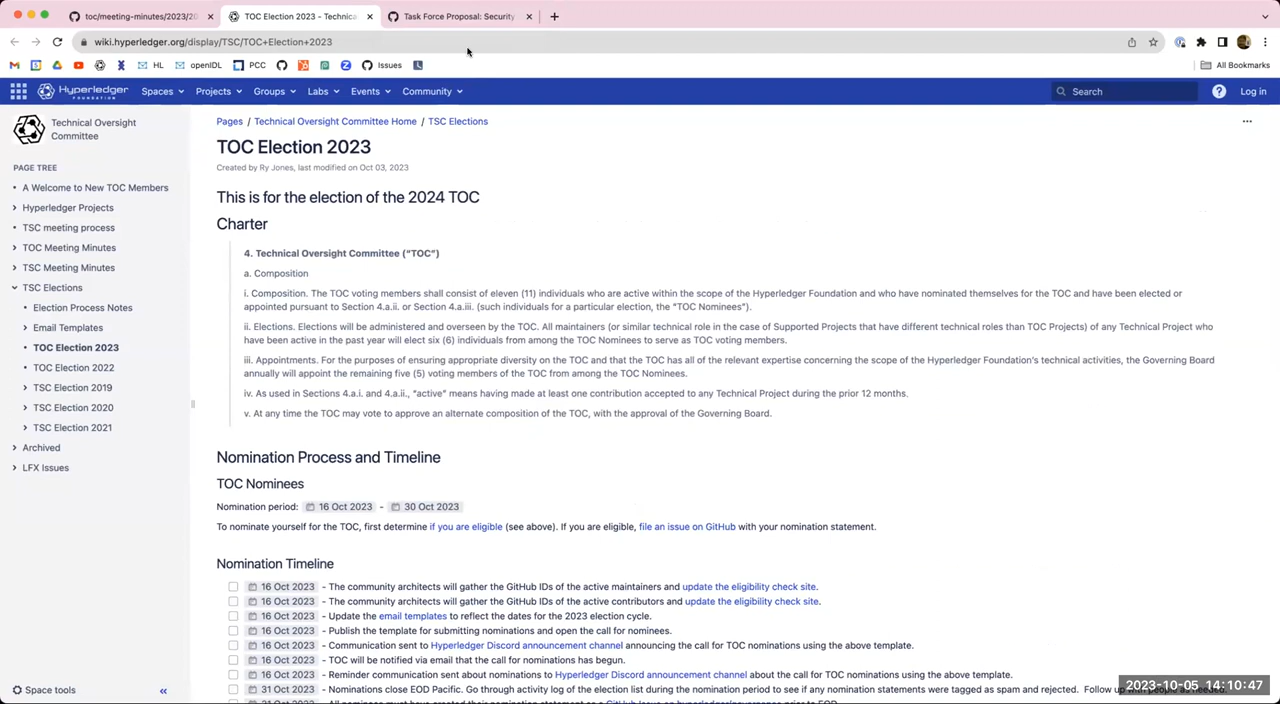 toc/meeting-minutes/2023/20
TOC Election 2023 - Technica
Task Force Proposal: Security
wiki.hyperledger.org/display/TSC/TOC+Election+2023
HL
openIDL
PCC
Issues
All Bookmarks
HYPERLEDGER FOUNDATION
Spaces
Projects
Groups
Labs
Events
Community
Search
Log in
Technical Oversight Committee
PAGE TREE
A Welcome to New TOC Members
Hyperledger Projects
TSC meeting process
TOC Meeting Minutes
TSC Meeting Minutes
TSC Elections
Election Process Notes
Email Templates
TOC Election 2023
TOC Election 2022
TSC Election 2019
TSC Election 2020
TSC Election 2021
Archived
LFX Issues
Space tools
Pages / Technical Oversight Committee Home / TSC Elections
TOC Election 2023
Created by Ry Jones, last modified on Oct 03, 2023
This is for the election of the 2024 TOC
Charter
4. Technical Oversight Committee ("TOC")
a. Composition
i. Composition. The TOC voting members shall consist of eleven (11) individuals who are active within the scope of the Hyperledger Foundation and who have nominated themselves for the TOC and have been elected or
appointed pursuant to Section 4.a.ii. or Section 4.a.iii. (such individuals for a particular election, the "TOC Nominees").
ii. Elections. Elections will be administered and overseen by the TOC. All maintainers (or similar technical role in the case of Supported Projects that have different technical roles than TOC Projects) of any Technical Project who
have been active in the past year will elect six (6) individuals from among the TOC Nominees to serve as TOC voting members.
iii. Appointments. For the purposes of ensuring appropriate diversity on the TOC and that the TOC has all of the relevant expertise concerning the scope of the Hyperledger Foundation's technical activities, the Governing Board
annually will appoint the remaining five (5) voting members of the TOC from among the TOC Nominees.
iv. As used in Sections 4.a.i. and 4.a.ii., "active" means having made at least one contribution accepted to any Technical Project during the prior 12 months.
v. At any time the TOC may vote to approve an alternate composition of the TOC, with the approval of the Governing Board.
Nomination Process and Timeline
TOC Nominees
Nomination period: 16 Oct 2023 - 30 Oct 2023
To nominate yourself for the TOC, first determine if you are eligible (see above). If you are eligible, file an issue on GitHub with your nomination statement.
Nomination Timeline
16 Oct 2023 - The community architects will gather the GitHub IDs of the active maintainers and update the eligibility check site.
16 Oct 2023 - The community architects will gather the GitHub IDs of the active contributors and update the eligibility check site.
16 Oct 2023 - Update the email templates to reflect the dates for the 2023 election cycle.
16 Oct 2023 - Publish the template for submitting nominations and open the call for nominees.
16 Oct 2023 - Communication sent to Hyperledger Discord announcement channel announcing the call for TOC nominations using the above template.
16 Oct 2023 - TOC will be notified via email that the call for nominations has begun.
16 Oct 2023 - Reminder communication sent about nominations to Hyperledger Discord announcement channel about the call for TOC nominations using the above template.
31 Oct 2023 - Nominations close EOD Pacific. Go through activity log of the election list during the nomination period to see if any nomination statements were tagged as spam and rejected. Follow up with people as needed.
2023-10-05 14:10:47